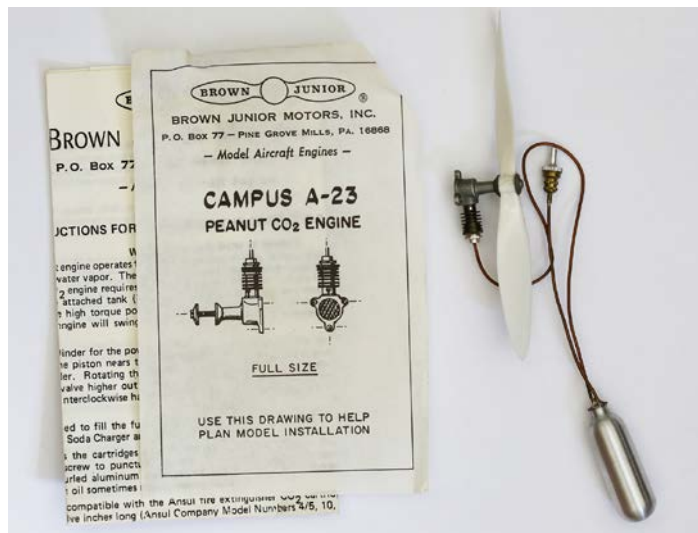 BROWN JUNIOR ®
BROWN JUNIOR MOTORS, INC.
P.O. BOX 77 — PINE GROVE MILLS, PA. 16868
— Model Aircraft Engines —
CAMPUS A-23
PEANUT CO2 ENGINE
FULL SIZE
USE THIS DRAWING TO HELP
PLAN MODEL INSTALLATION
BROWN
P.O. Box 77
UCTIONS FOR
engine operates
water vapor. The
engine requires
attached tank (
high torque po
engine will swing
inder for the pow
e piston nears t
ler. Rotating th
valve higher out
nterclockwise ha
ed to fill the fu
Soda Charger a
s the cartridges
screw to punctu
urled aluminum
oil sometimes
compatible with the Ansul fire extinguisher CO2
lve inches long (Ansul Company Model Numbers 4/5, 10,